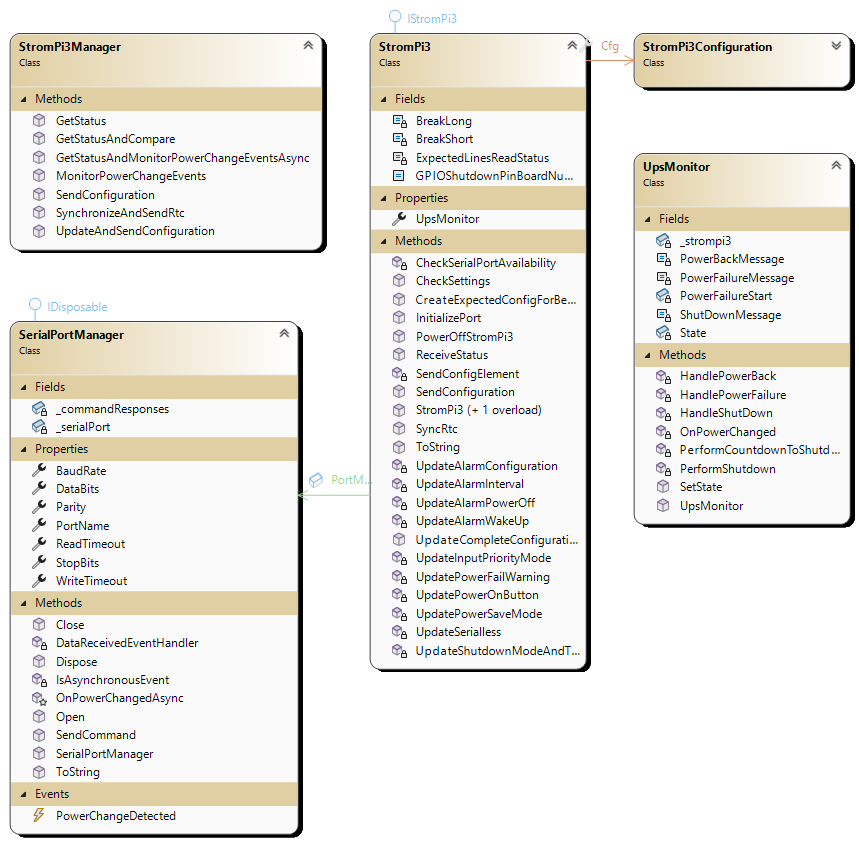 StromPi3Manager
Class
Methods
GetStatus
GetStatusAndCompare
GetStatusAndMonitorPowerChangeEventsAsync
MonitorPowerChangeEvents
SendConfiguration
SynchronizeAndSendRtc
UpdateAndSendConfiguration
IDisposable
SerialPortManager
Class
Fields
_commandResponses
_serialPort
Properties
BaudRate
DataBits
Parity
PortName
ReadTimeout
StopBits
WriteTimeout
Methods
Close
DataReceivedEventHandler
Dispose
IsAsynchronousEvent
OnPowerChangedAsync
Open
SendCommand
SerialPortManager
ToString
Events
PowerChangeDetected
PortM...
IStromPi3
StromPi3
Class
Fields
BreakLong
BreakShort
ExpectedLinesReadStatus
GPIOShutdownPinBoardNu...
Properties
UpsMonitor
Methods
CheckSerialPortAvailability
CheckSettings
CreateExpectedConfigForBe...
InitializePort
PowerOffStromPi3
ReceiveStatus
SendConfigElement
SendConfiguration
StromPi3 (+ 1 overload)
SyncRtc
ToString
UpdateAlarmConfiguration
UpdateAlarmInterval
UpdateAlarmPowerOff
UpdateAlarmWakeUp
UpdateCompleteConfigurati...
UpdateInputPriorityMode
UpdatePowerFailWarning
UpdatePowerOnButton
UpdatePowerSaveMode
UpdateSerialless
UpdateShutdownModeAndT...
Cfg
StromPi3Configuration
Class
UpsMonitor
Class
Fields
_strompi3
PowerBackMessage
PowerFailureMessage
PowerFailureStart
ShutDownMessage
State
Methods
HandlePowerBack
HandlePowerFailure
HandleShutDown
OnPowerChanged
PerformCountdownToShutd...
PerformShutdown
SetState
UpsMonitor